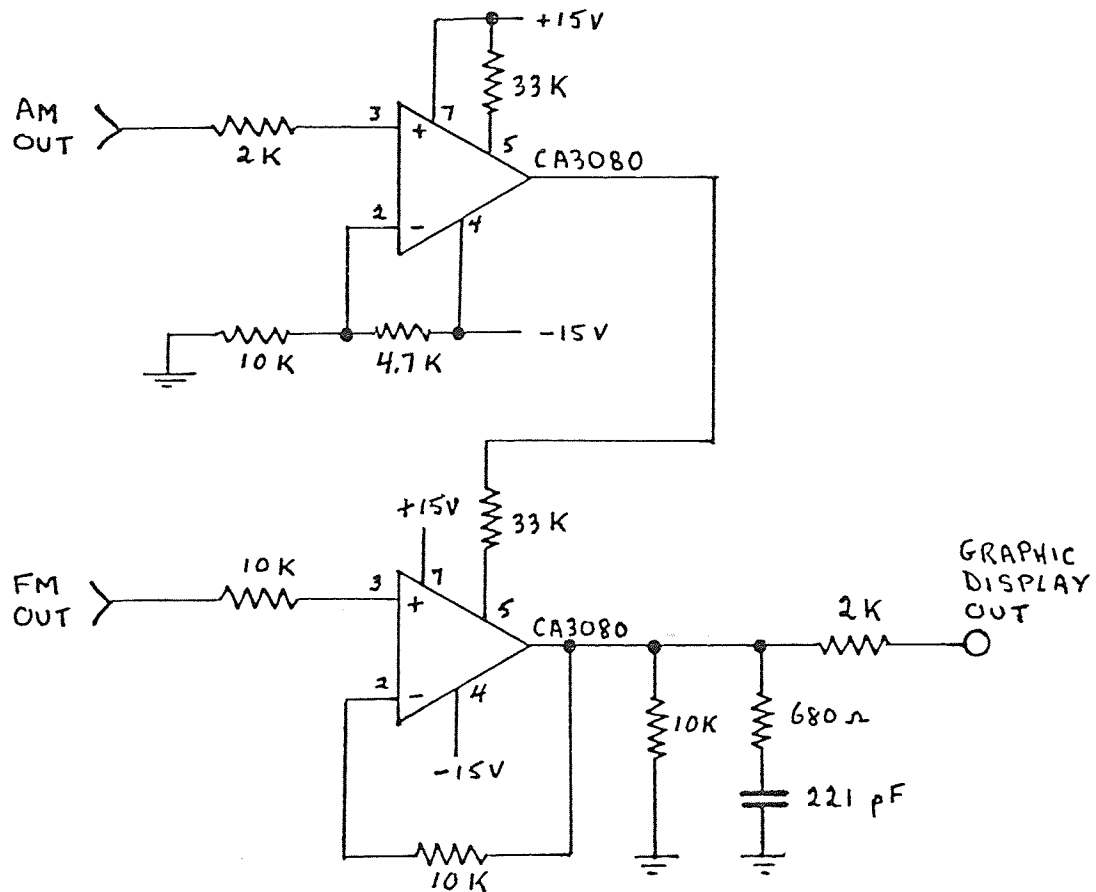 +15V
33K
AM
OUT
2K
3
7
+
5
CA3080
2
-
4
10K
4.7K
-15V
+15V
33K
FM
OUT
10K
3
7
+
5
CA3080
2
-
4
-15V
10K
10K
680Ω
221 pF
2K
GRAPHIC
DISPLAY
OUT